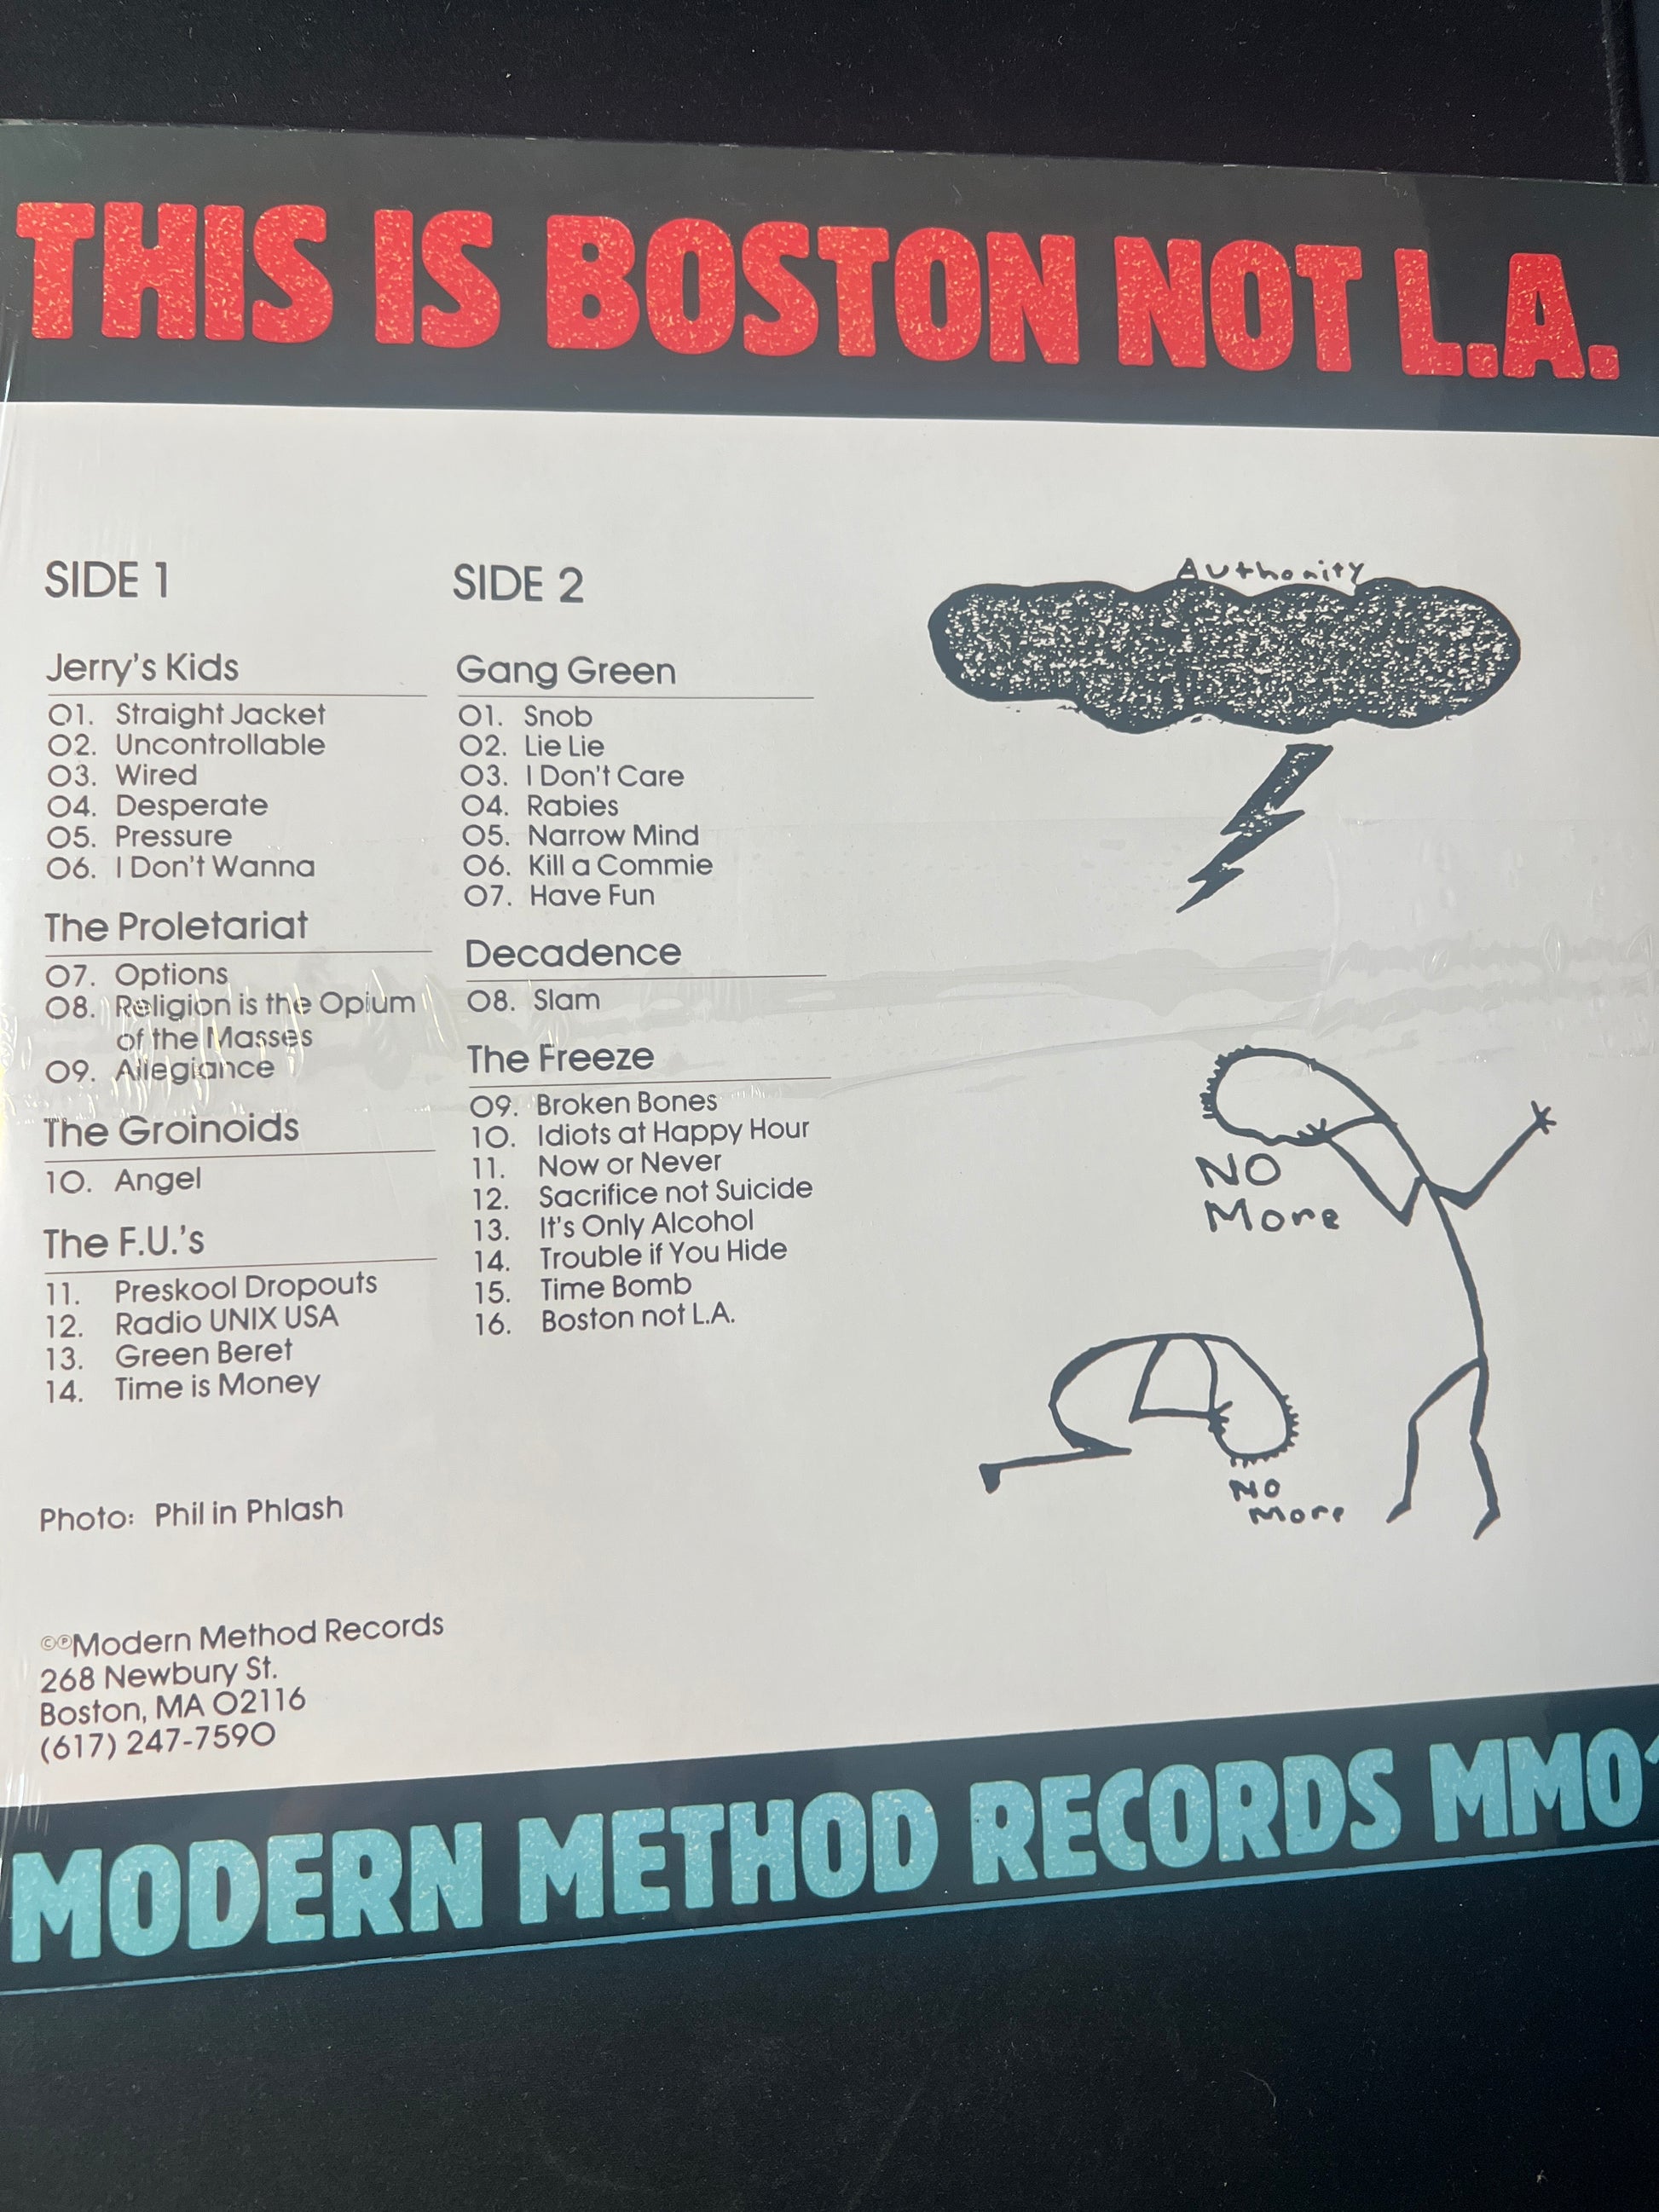 THIS IS BOSTON NOT L.A.
SIDE 1
Jerry's Kids
01. Straight Jacket
02. Uncontrollable
03. Wired
04. Desperate
05. Pressure
06. I Don't Wanna
The Proletariat
07. Options
08. Religion is the Opium
of the Masses
09. Allegiance
The Groinoids
10. Angel
The F.U.'s
11. Preskool Dropouts
12. Radio UNIX USA
13. Green Beret
14. Time is Money
Photo: Phil in Phlash
©℗Modern Method Records
268 Newbury St.
Boston, MA 02116
(617) 247-7590
SIDE 2
Gang Green
01. Snob
02. Lie Lie
03. I Don't Care
04. Rabies
05. Narrow Mind
06. Kill a Commie
07. Have Fun
Decadence
08. Slam
The Freeze
09. Broken Bones
10. Idiots at Happy Hour
11. Now or Never
12. Sacrifice not Suicide
13. It's Only Alcohol
14. Trouble if You Hide
15. Time Bomb
16. Boston not L.A.
Authority
NO
More
NO
More
MODERN METHOD RECORDS MM0